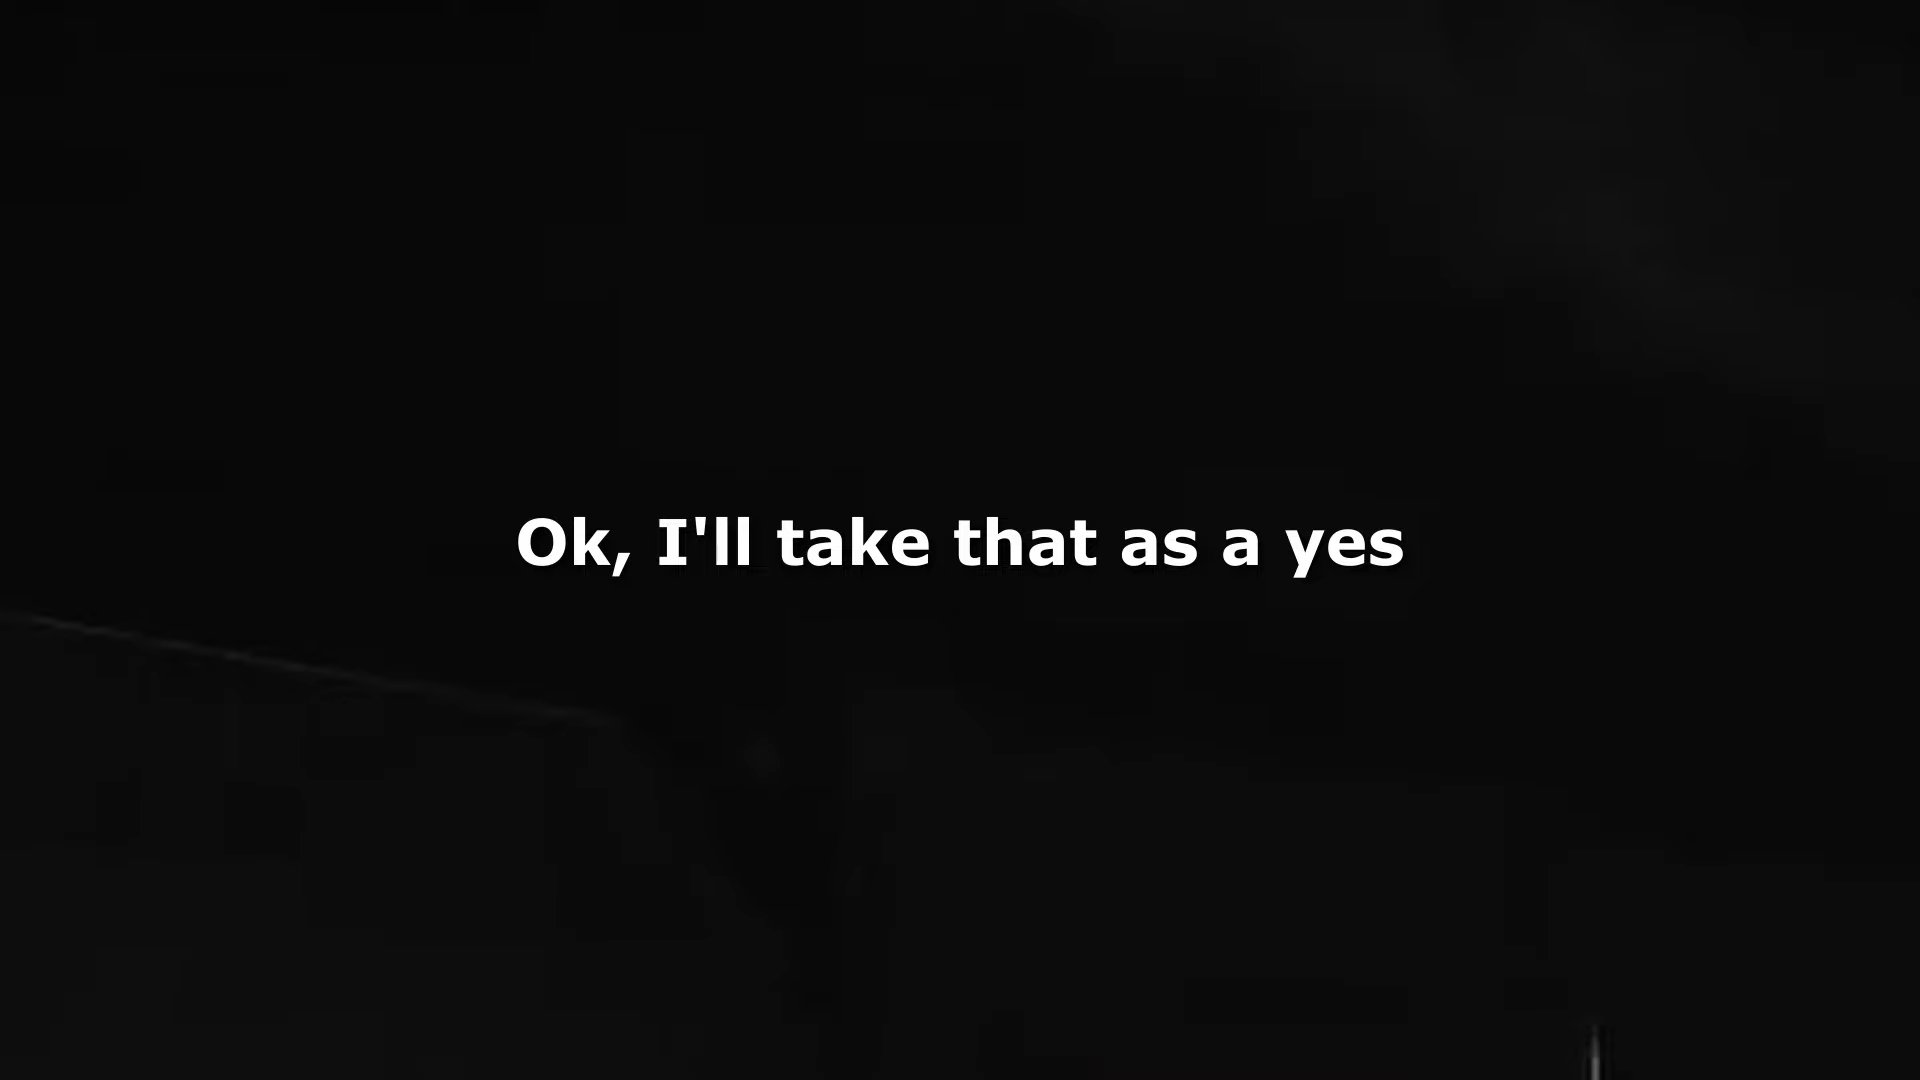 Ok, I'll take that as a yes